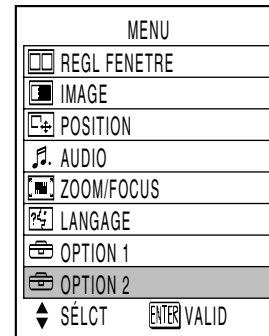 MENU
REGL FENETRE
IMAGE
POSITION
AUDIO
ZOOM/FOCUS
LANGAGE
OPTION 1
OPTION 2
SÉLCT ENTER VALID